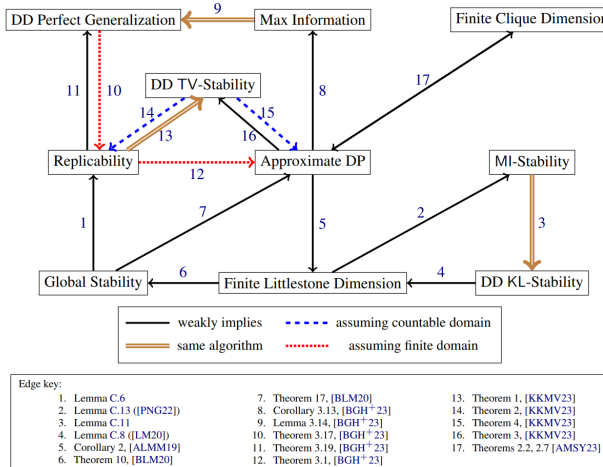 DD Perfect Generalization
9
Max Information
Finite Clique Dimension
11
10
DD TV-Stability
14
13
15
16
8
17
Replicability
12
Approximate DP
MI-Stability
1
7
5
2
3
Global Stability
6
Finite Littlestone Dimension
4
DD KL-Stability
weakly implies
assuming countable domain
same algorithm
assuming finite domain
Edge key:
1. Lemma C.6
2. Lemma C.13 ([PNG22])
3. Lemma C.11
4. Lemma C.8 ([LM20])
5. Corollary 2, [ALMM19]
6. Theorem 10, [BLM20]
7. Theorem 17, [BLM20]
8. Corollary 3.13, [BGH+23]
9. Lemma 3.14, [BGH+23]
10. Theorem 3.17, [BGH+23]
11. Theorem 3.19, [BGH+23]
12. Theorem 3.1, [BGH+23]
13. Theorem 1, [KKMV23]
14. Theorem 2, [KKMV23]
15. Theorem 4, [KKMV23]
16. Theorem 3, [KKMV23]
17. Theorems 2.2, 2.7 [AMSY23]